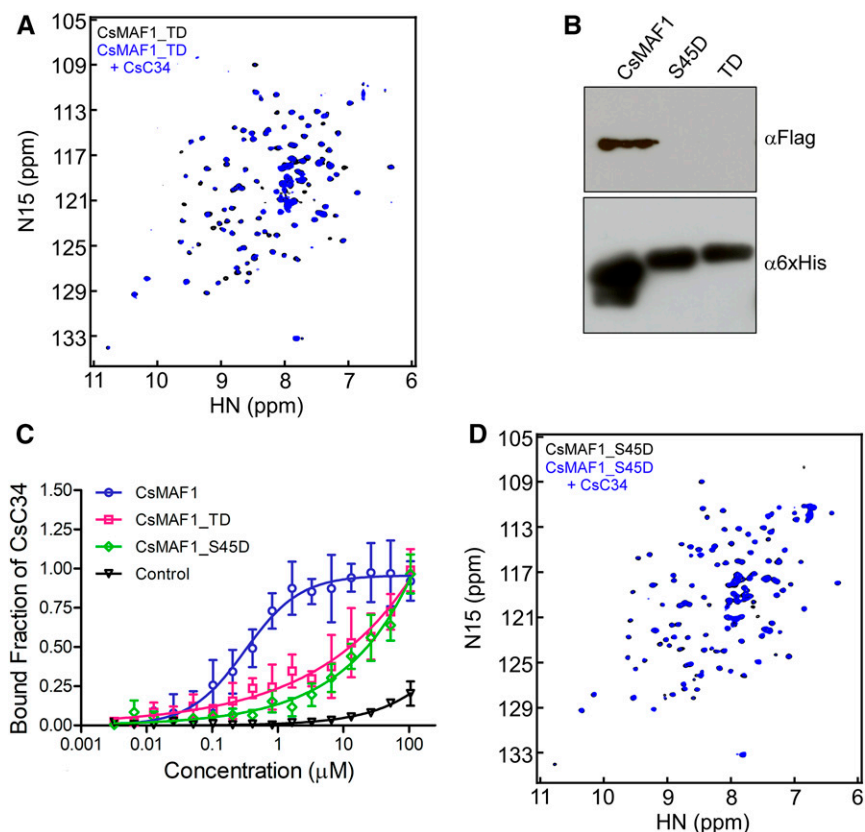 A
CsMAF1_TD
CsMAF1_TD
+ CsC34
105
109
113
117
121
125
129
133
N15 (ppm)
11 10 9 8 7 6
HN (ppm)
B
CsMAF1
S45D
TD
αFlag
α6xHis
C
CsMAF1
CsMAF1_TD
CsMAF1_S45D
Control
1.50
1.25
1.00
0.75
0.50
0.25
0.00
Bound Fraction of CsC34
0.001 0.01 0.1 1 10 100
Concentration (μM)
D
CsMAF1_S45D
CsMAF1_S45D
+ CsC34
105
109
113
117
121
125
129
133
N15 (ppm)
11 10 9 8 7 6
HN (ppm)